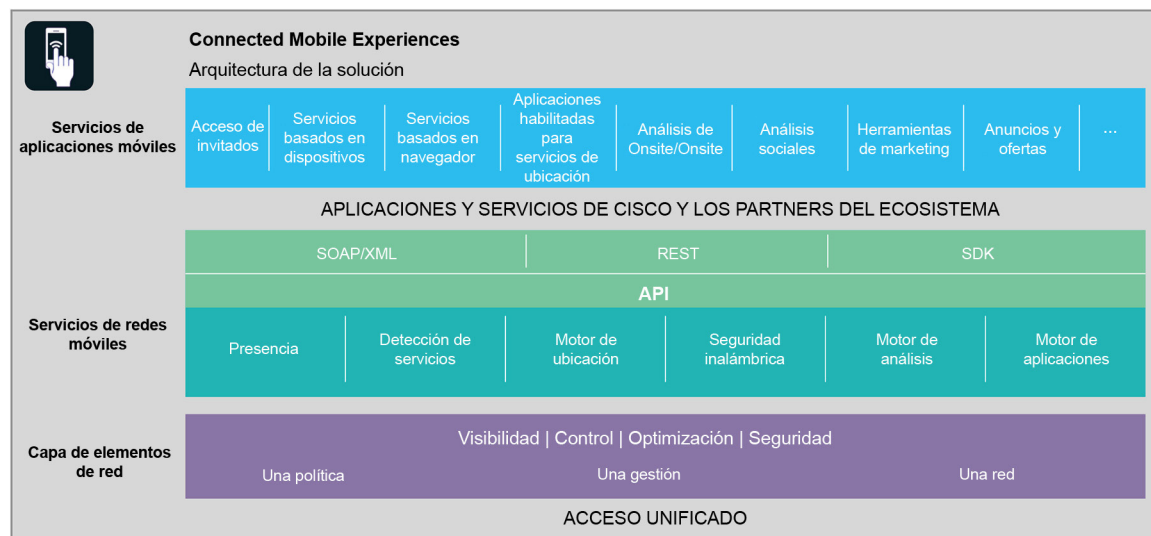 Connected Mobile Experiences
Arquitectura de la solución
Servicios de
aplicaciones móviles
Acceso de
invitados
Servicios
basados en
dispositivos
Servicios
basados en
navegador
Aplicaciones
habilitadas
para
servicios de
ubicación
Análisis de
Onsite/Onsite
Análisis
sociales
Herramientas
de marketing
Anuncios y
ofertas
...
APLICACIONES Y SERVICIOS DE CISCO Y LOS PARTNERS DEL ECOSISTEMA
Servicios de redes
móviles
SOAP/XML
REST
SDK
API
Presencia
Detección de
servicios
Motor de
ubicación
Seguridad
inalámbrica
Motor de
análisis
Motor de
aplicaciones
Capa de elementos
de red
Visibilidad | Control | Optimización | Seguridad
Una política
Una gestión
Una red
ACCESO UNIFICADO